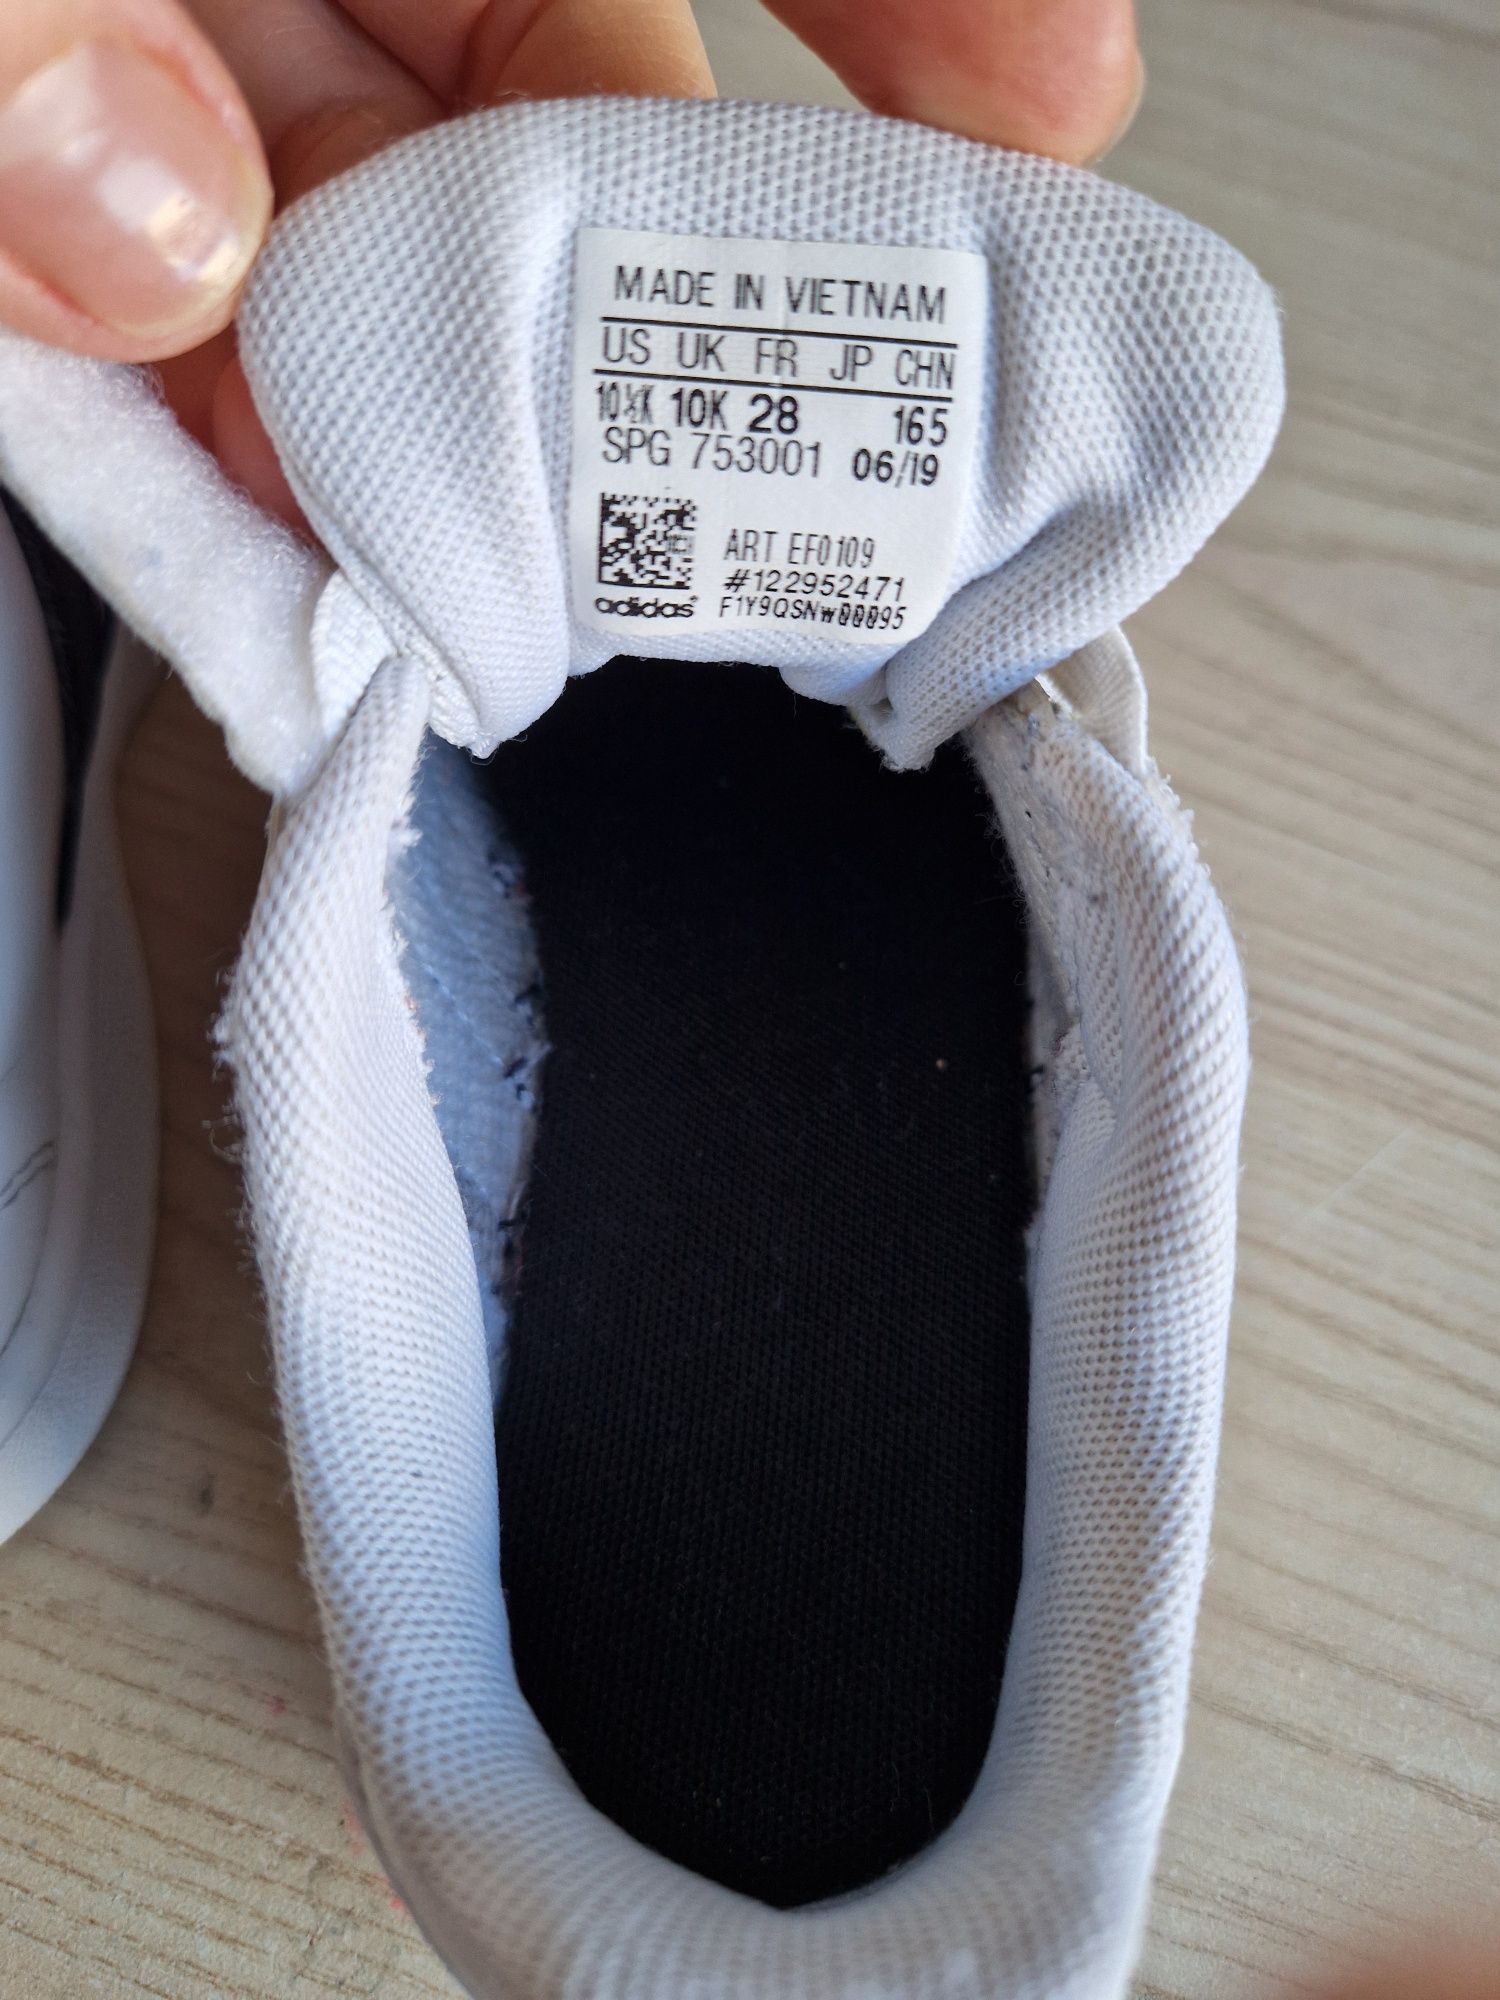 MADE IN VIETNAM
US UK FR JP CHN
10½K 10K 28 165
SPG 753001 06/19
ART EF0109
#122952471
adidas® F1Y9QSNW00095